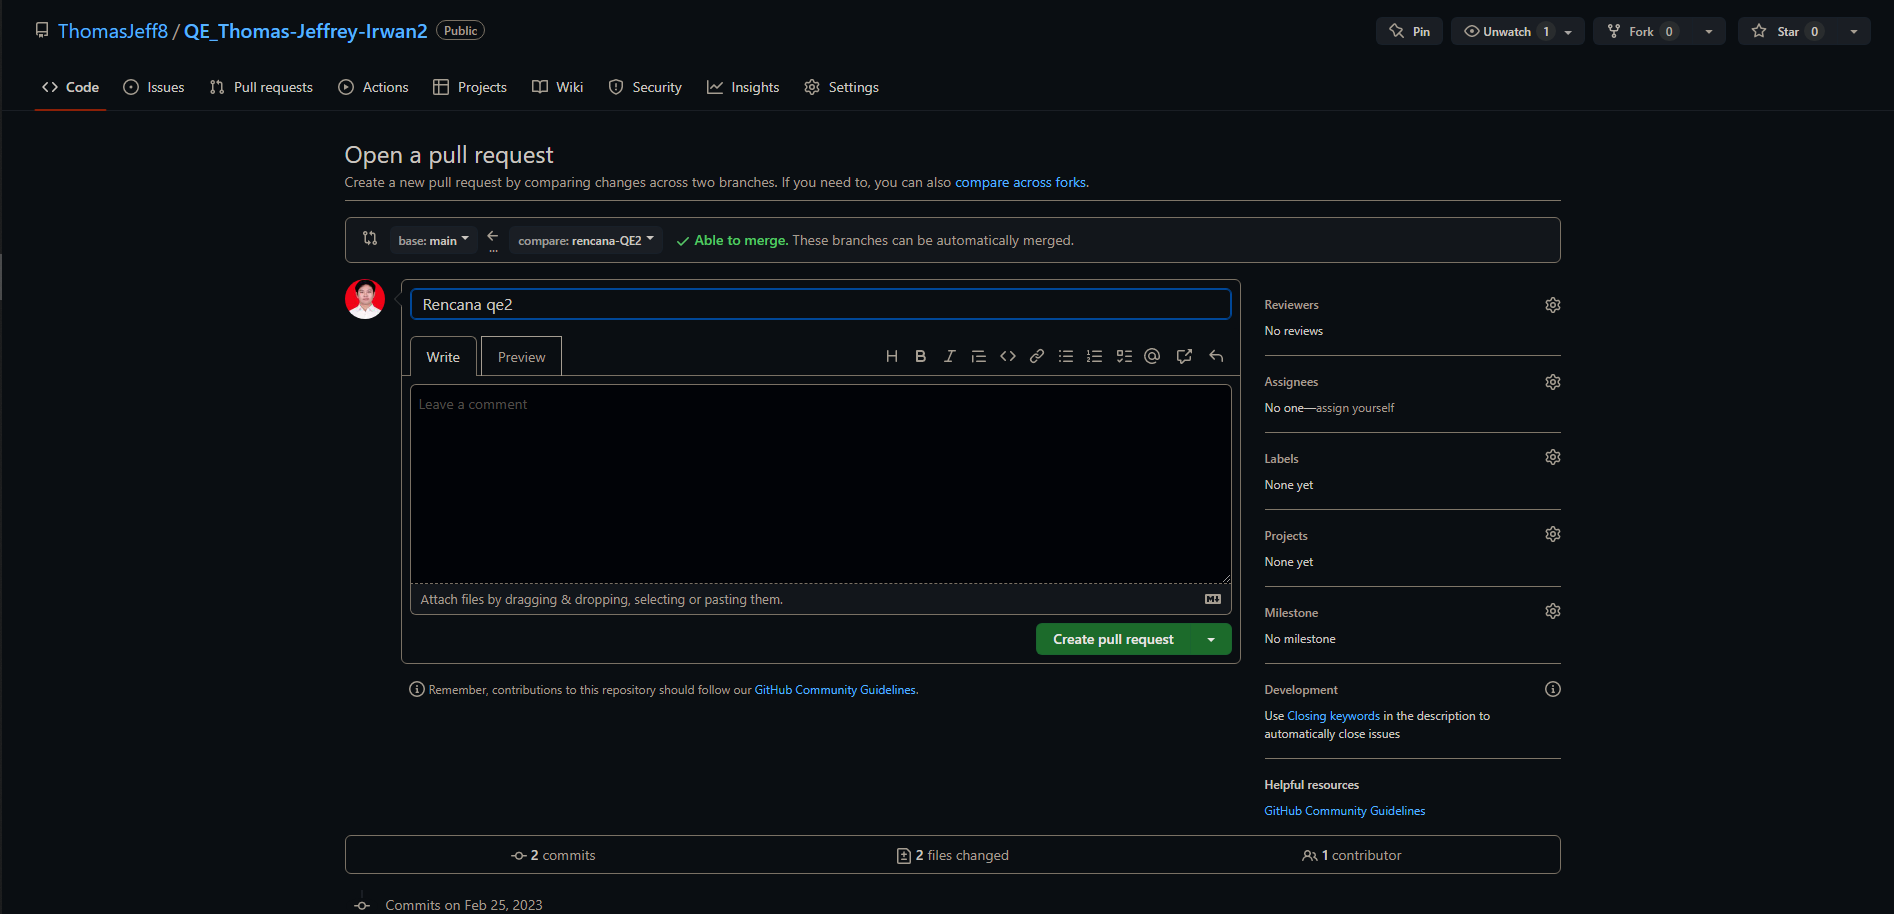 ThomasJeff8 / QE_Thomas-Jeffrey-Irwan2 Public
Pin Unwatch 1 Fork 0 Star 0
Code Issues Pull requests Actions Projects Wiki Security Insights Settings
Open a pull request
Create a new pull request by comparing changes across two branches. If you need to, you can also compare across forks.
base: main ... compare: rencana-QE2 Able to merge. These branches can be automatically merged.
Rencana qe2
Write Preview
Leave a comment
Attach files by dragging & dropping, selecting or pasting them.
Create pull request
Remember, contributions to this repository should follow our GitHub Community Guidelines.
Reviewers
No reviews
Assignees
No one—assign yourself
Labels
None yet
Projects
None yet
Milestone
No milestone
Development
Use Closing keywords in the description to
automatically close issues
Helpful resources
GitHub Community Guidelines
2 commits 2 files changed 1 contributor
Commits on Feb 25, 2023